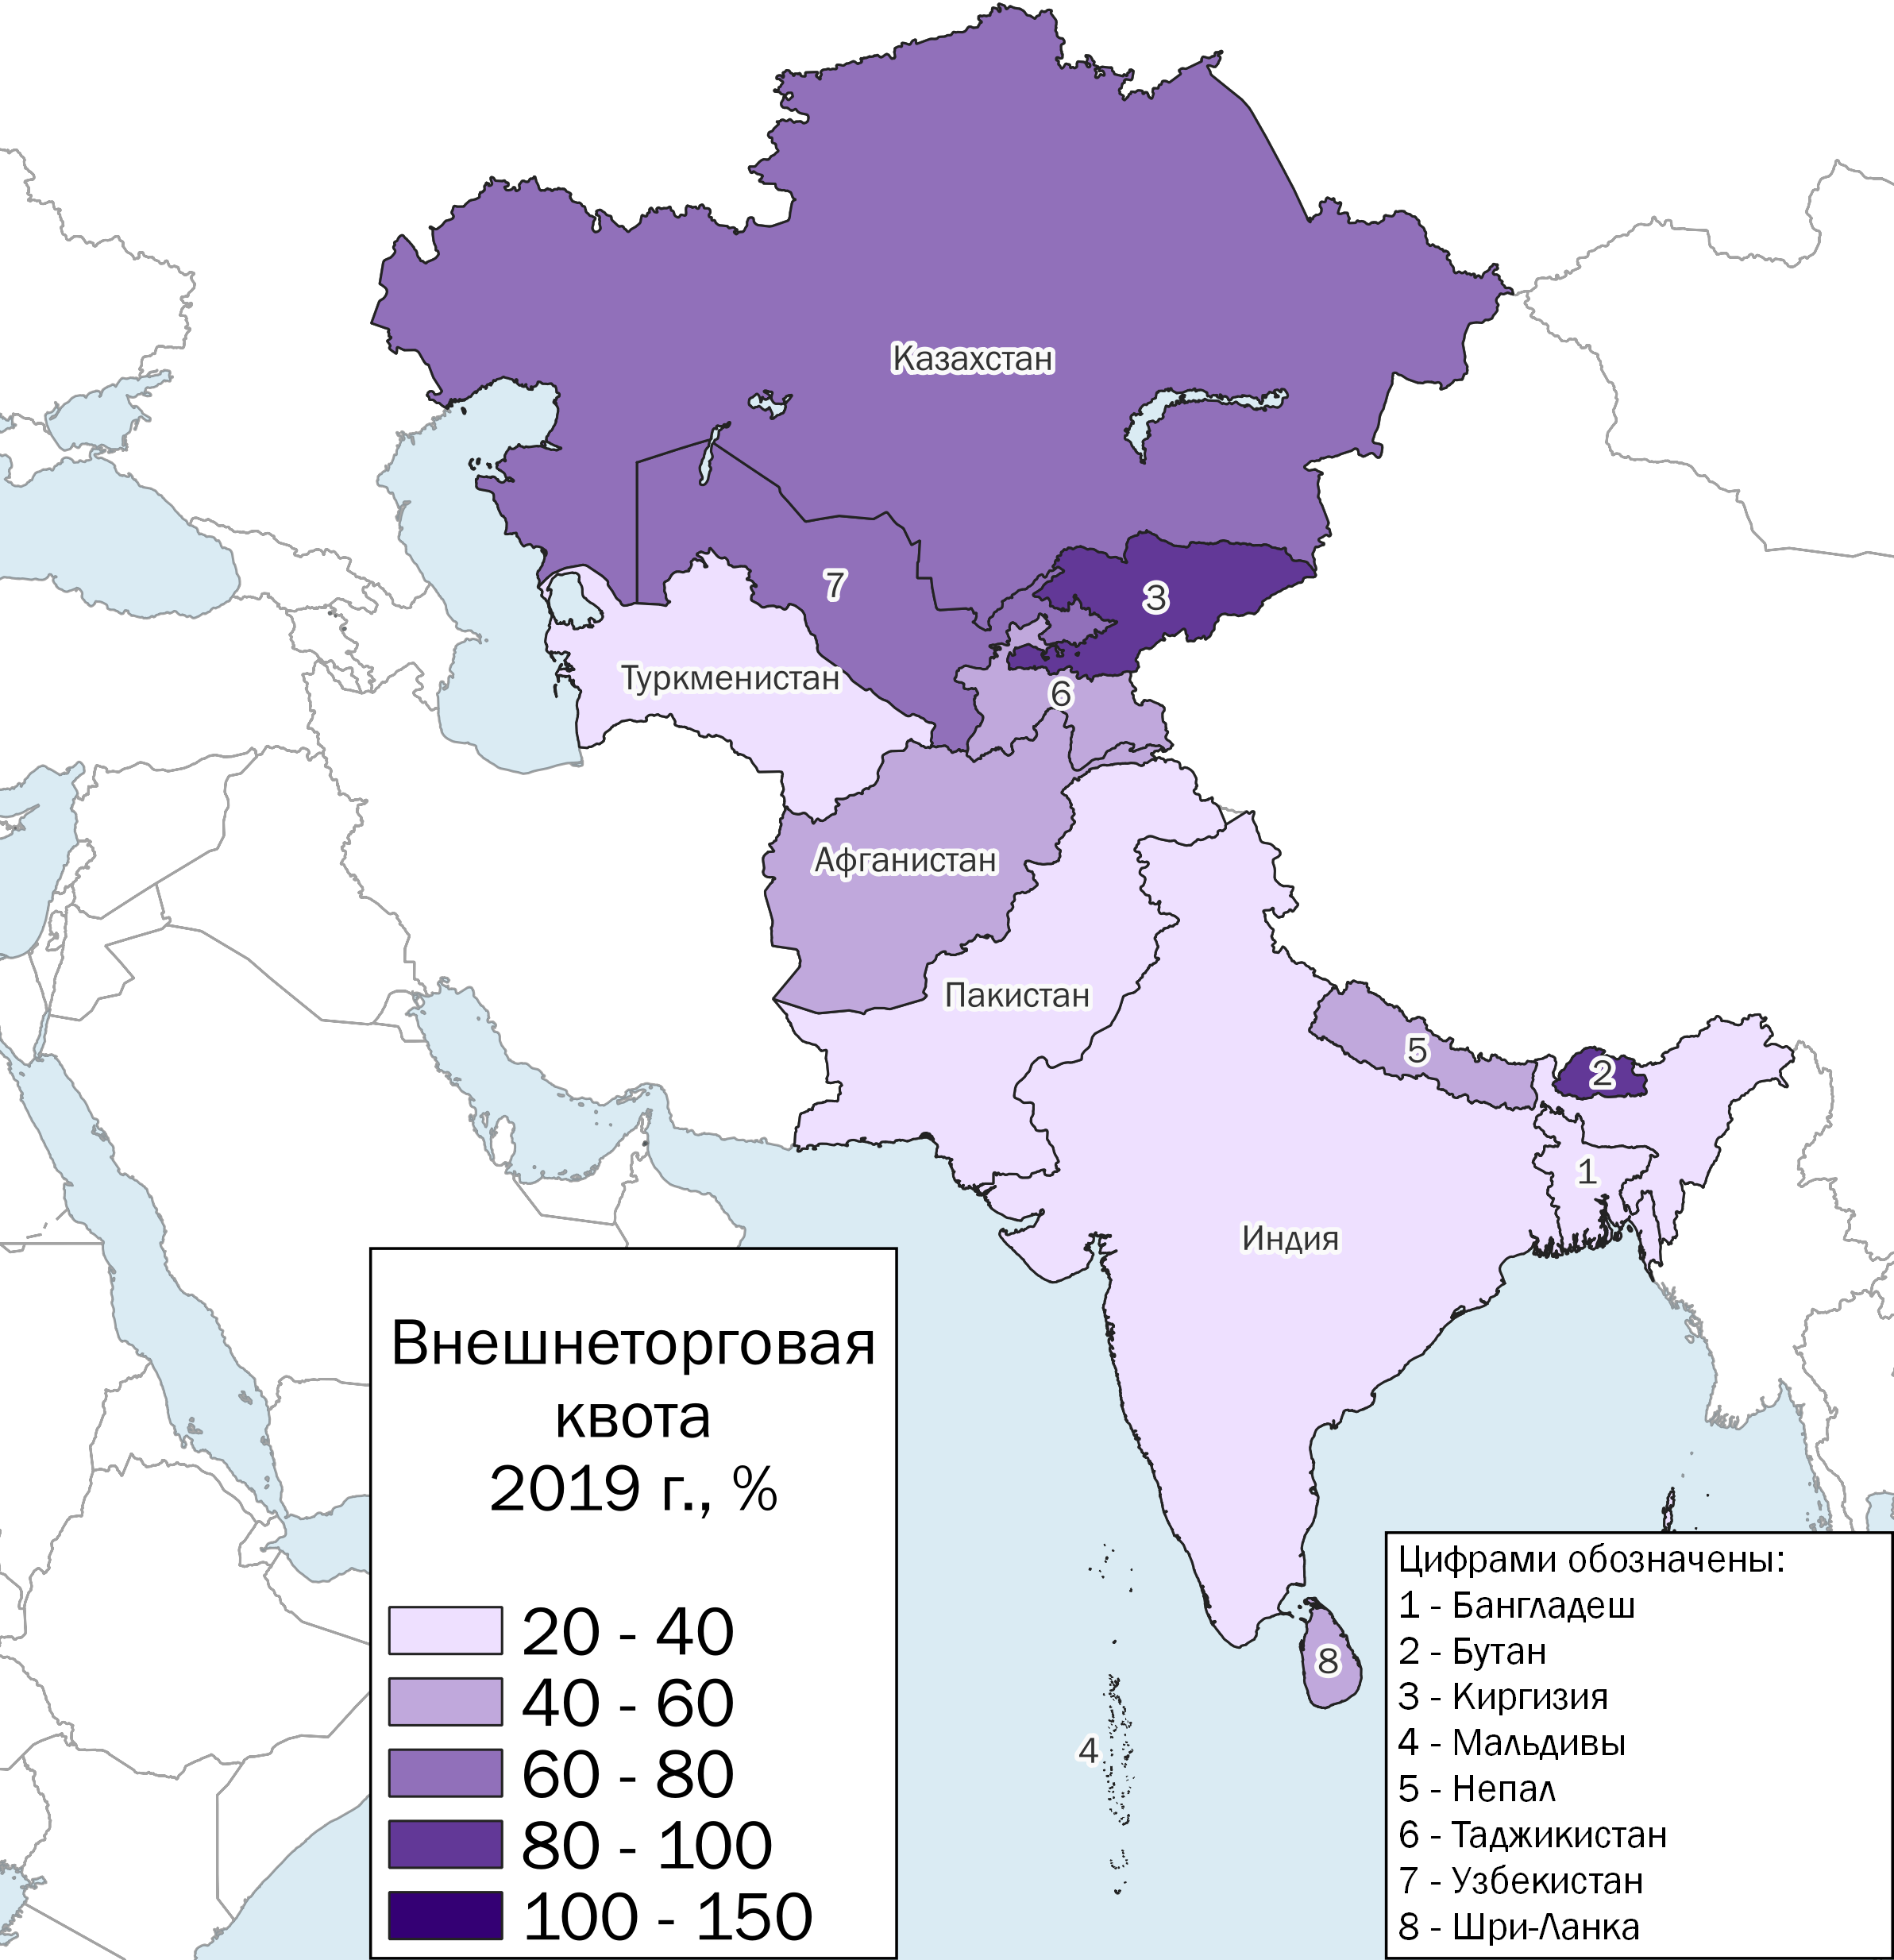 Казахстан
7
3
Туркменистан
6
Афганистан
Пакистан
5
2
1
Индия
8
4
Внешнеторговая
квота
2019 г., %
20 - 40
40 - 60
60 - 80
80 - 100
100 - 150
Цифрами обозначены:
1 - Бангладеш
2 - Бутан
3 - Киргизия
4 - Мальдивы
5 - Непал
6 - Таджикистан
7 - Узбекистан
8 - Шри-Ланка